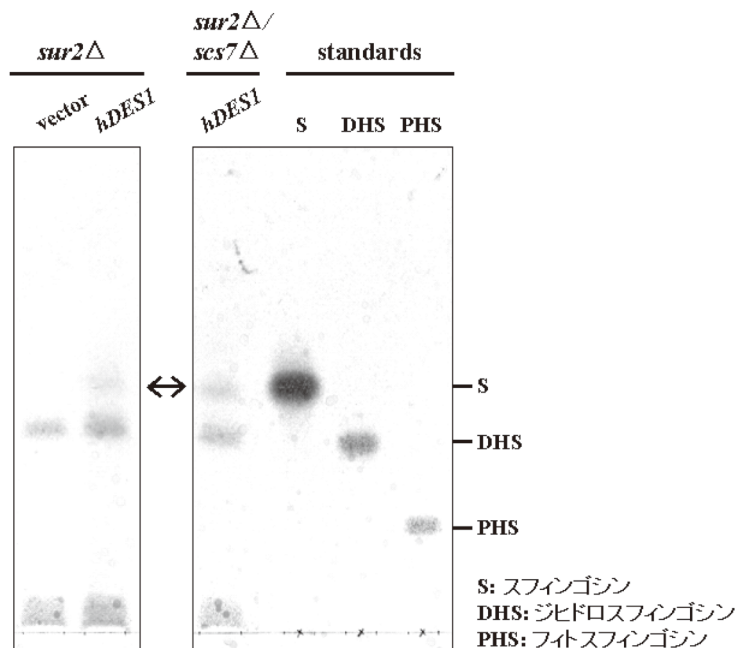 sur2Δ
sur2Δ/
scs7Δ
standards
vector
hDES1
hDES1
S
DHS
PHS
S
DHS
PHS
S: スフィンゴシン
DHS: ジヒドロスフィンゴシン
PHS: フィトスフィンゴシン